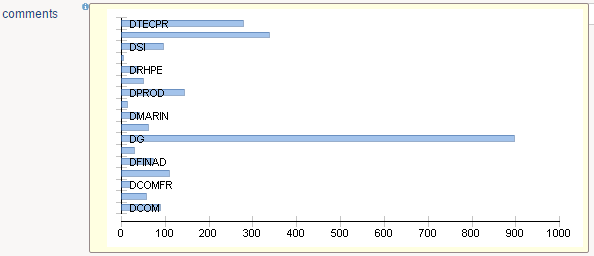 comments
DTECPR
DSI
DRHPE
DPROD
DMARIN
DG
DFINAD
DCOMFR
DCOM
0 100 200 300 400 500 600 700 800 900 1000